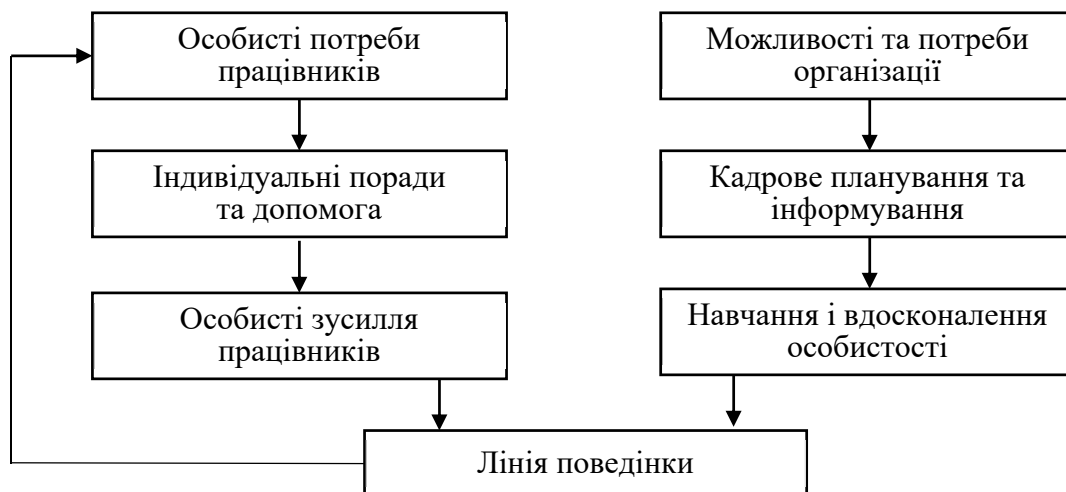 Особисті потреби
працівників
Можливості та потреби
організації
Індивідуальні поради
та допомога
Кадрове планування та
інформування
Особисті зусилля
працівників
Навчання і вдосконалення
особистості
Лінія поведінки